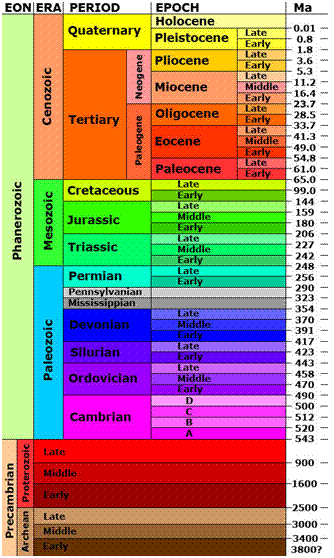 EON ERA PERIOD EPOCH Ma
Phanerozoic
Cenozoic
Quaternary
Holocene
0.01
Pleistocene
Late
0.8
Early
1.8
Tertiary
Neogene
Pliocene
Late
3.6
Early
5.3
Miocene
Late
11.2
Middle
16.4
Early
23.7
Paleogene
Oligocene
Late
28.5
Early
33.7
Eocene
Late
41.3
Middle
49.0
Early
54.8
Paleocene
Late
61.0
Early
65.0
Mesozoic
Cretaceous
Late
99.0
Early
144
Jurassic
Late
159
Middle
180
Early
206
Triassic
Late
227
Middle
242
Early
248
Paleozoic
Permian
Late
256
Early
290
Pennsylvanian
323
Mississippian
354
Devonian
Late
370
Middle
391
Early
417
Silurian
Late
423
Early
443
Ordovician
Late
458
Middle
470
Early
490
Cambrian
D
500
C
512
B
520
A
543
Precambrian
Proterozoic
Late
900
Middle
1600
Early
2500
Archean
Late
3000
Middle
3400
Early
3800?